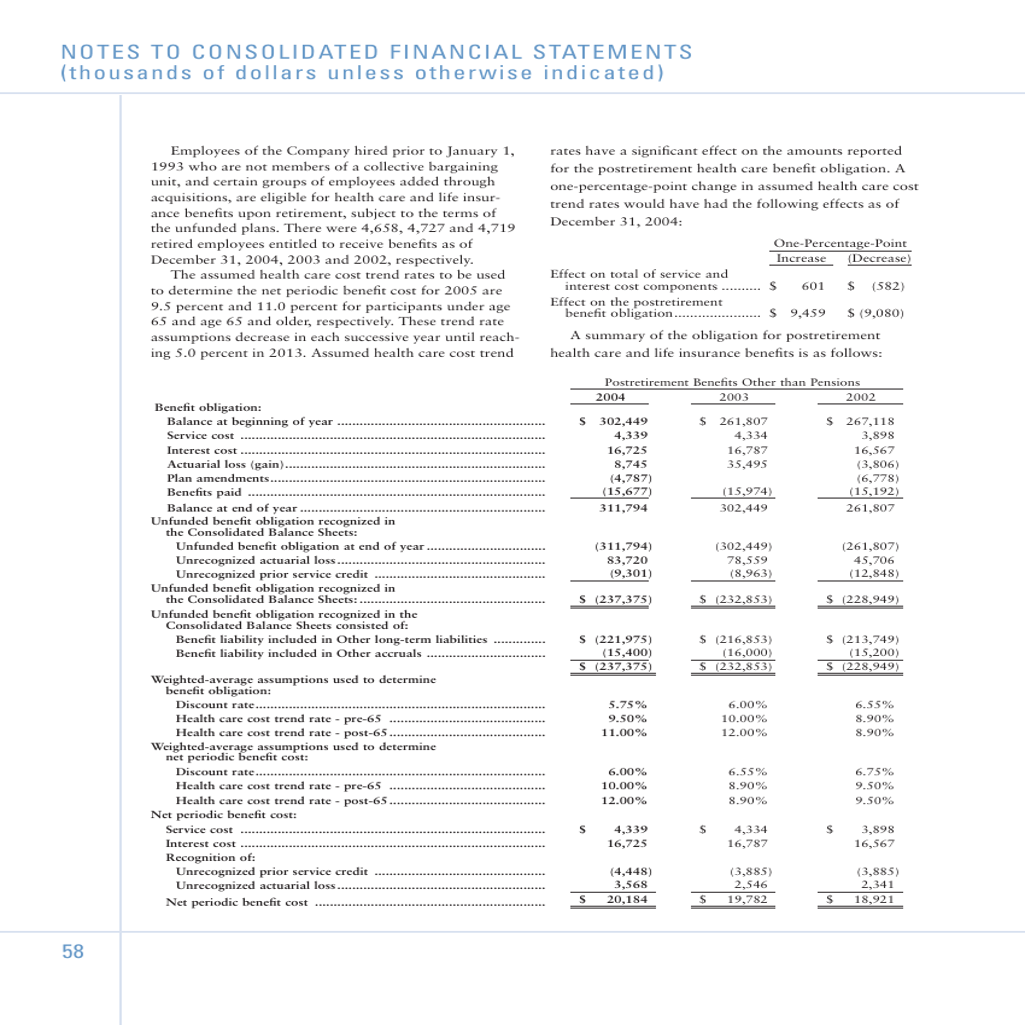 NOTES TO CONSOLIDATED FINANCIAL STATEMENTS
(thousands of dollars unless otherwise indicated)
Employees of the Company hired prior to January 1,
1993 who are not members of a collective bargaining
unit, and certain groups of employees added through
acquisitions, are eligible for health care and life insur-
ance benefits upon retirement, subject to the terms of
the unfunded plans. There were 4,658, 4,727 and 4,719
retired employees entitled to receive benefits as of
December 31, 2004, 2003 and 2002, respectively.
The assumed health care cost trend rates to be used
to determine the net periodic benefit cost for 2005 are
9.5 percent and 11.0 percent for participants under age
65 and age 65 and older, respectively. These trend rate
assumptions decrease in each successive year until reach-
ing 5.0 percent in 2013. Assumed health care cost trend
rates have a significant effect on the amounts reported
for the postretirement health care benefit obligation. A
one-percentage-point change in assumed health care cost
trend rates would have had the following effects as of
December 31, 2004:
One-Percentage-Point
Increase (Decrease)
Effect on total of service and
interest cost components .......... $ 601 $ (582)
Effect on the postretirement
benefit obligation...................... $ 9,459 $ (9,080)
A summary of the obligation for postretirement
health care and life insurance benefits is as follows:
Postretirement Benefits Other than Pensions
2004 2003 2002
Benefit obligation:
Balance at beginning of year ........................................................ $ 302,449 $ 261,807 $ 267,118
Service cost .................................................................................. 4,339 4,334 3,898
Interest cost .................................................................................. 16,725 16,787 16,567
Actuarial loss (gain)...................................................................... 8,745 35,495 (3,806)
Plan amendments.......................................................................... (4,787) (6,778)
Benefits paid ................................................................................ (15,677) (15,974) (15,192)
Balance at end of year .................................................................. 311,794 302,449 261,807
Unfunded benefit obligation recognized in
the Consolidated Balance Sheets:
Unfunded benefit obligation at end of year ................................ (311,794) (302,449) (261,807)
Unrecognized actuarial loss........................................................ 83,720 78,559 45,706
Unrecognized prior service credit .............................................. (9,301) (8,963) (12,848)
Unfunded benefit obligation recognized in
the Consolidated Balance Sheets: .................................................. $ (237,375) $ (232,853) $ (228,949)
Unfunded benefit obligation recognized in the
Consolidated Balance Sheets consisted of:
Benefit liability included in Other long-term liabilities .............. $ (221,975) $ (216,853) $ (213,749)
Benefit liability included in Other accruals ................................ (15,400) (16,000) (15,200)
$ (237,375) $ (232,853) $ (228,949)
Weighted-average assumptions used to determine
benefit obligation:
Discount rate.............................................................................. 5.75% 6.00% 6.55%
Health care cost trend rate - pre-65 .......................................... 9.50% 10.00% 8.90%
Health care cost trend rate - post-65.......................................... 11.00% 12.00% 8.90%
Weighted-average assumptions used to determine
net periodic benefit cost:
Discount rate.............................................................................. 6.00% 6.55% 6.75%
Health care cost trend rate - pre-65 .......................................... 10.00% 8.90% 9.50%
Health care cost trend rate - post-65.......................................... 12.00% 8.90% 9.50%
Net periodic benefit cost:
Service cost .................................................................................. $ 4,339 $ 4,334 $ 3,898
Interest cost .................................................................................. 16,725 16,787 16,567
Recognition of:
Unrecognized prior service credit .............................................. (4,448) (3,885) (3,885)
Unrecognized actuarial loss........................................................ 3,568 2,546 2,341
Net periodic benefit cost .............................................................. $ 20,184 $ 19,782 $ 18,921
58